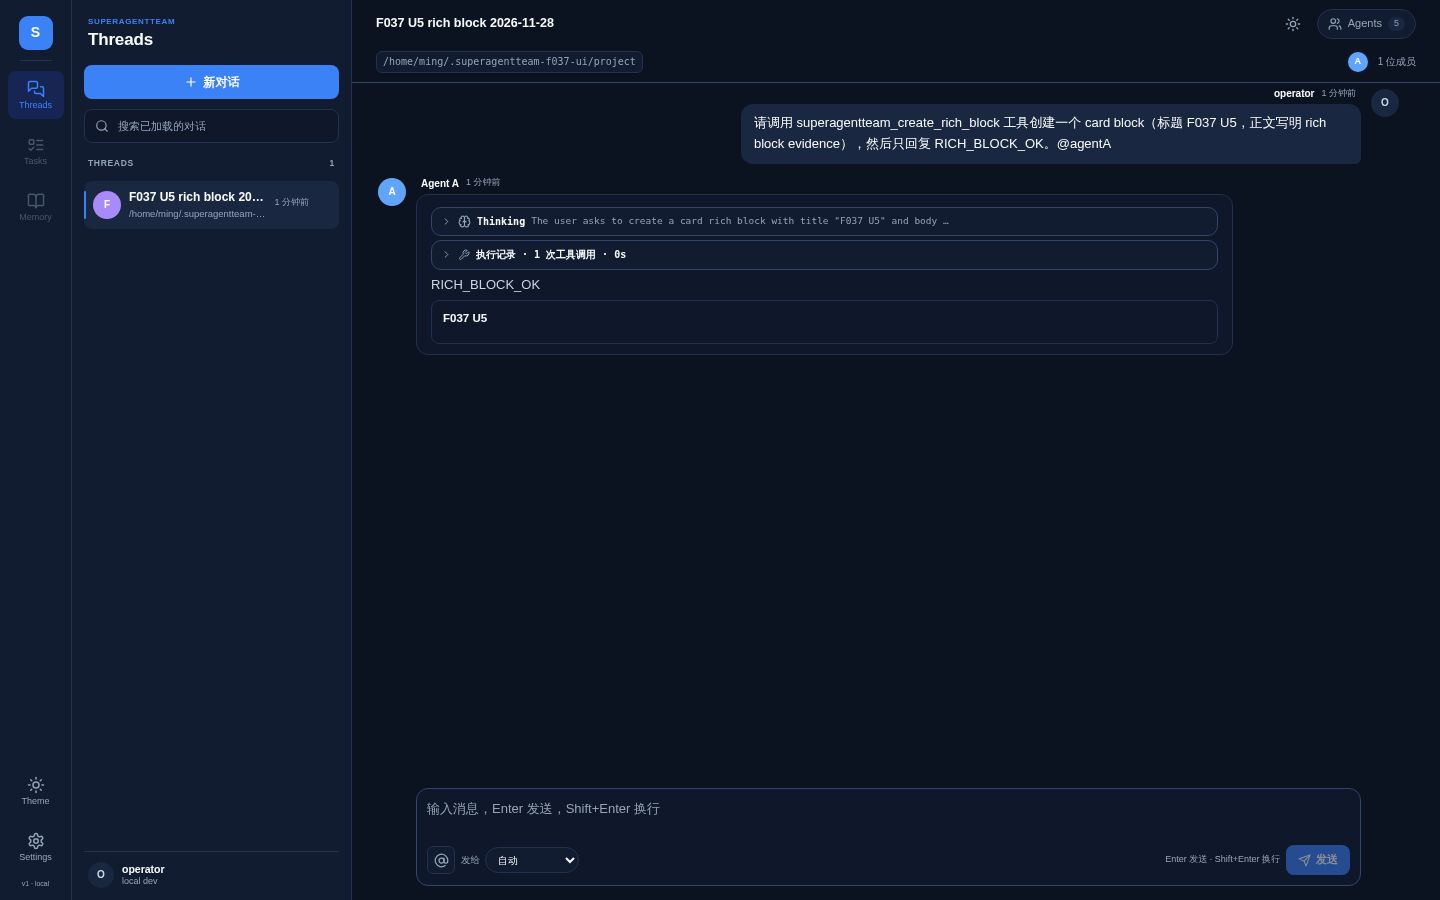 S
Threads
Tasks
Memory
Theme
Settings
v1 · local
SUPERAGENTTEAM
Threads
+ 新对话
搜索已加载的对话
THREADS 1
F
F037 U5 rich block 20… 1 分钟前
/home/ming/.superagentteam-…
O
operator
local dev
F037 U5 rich block 2026-11-28
Agents 5
/home/ming/.superagentteam-f037-ui/project
A 1 位成员
operator 1 分钟前
O
请调用 superagentteam_create_rich_block 工具创建一个 card block（标题 F037 U5，正文写明 rich
block evidence），然后只回复 RICH_BLOCK_OK。@agentA
A
Agent A 1 分钟前
Thinking The user asks to create a card rich block with title "F037 U5" and body …
执行记录 · 1 次工具调用 · 0s
RICH_BLOCK_OK
F037 U5
输入消息，Enter 发送，Shift+Enter 换行
发给 自动
Enter 发送 · Shift+Enter 换行
发送